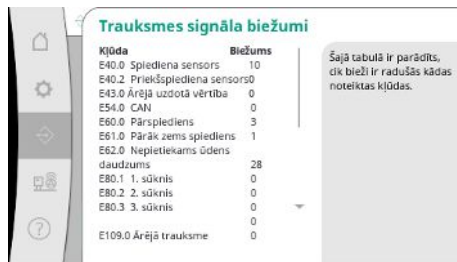 Trauksmes signāla biežumi
Kļūda Biežums
E40.0 Spiediena sensors 10
E40.2 Priekšspiediena sensors0
E43.0 Ārējā uzdotā vērtība 0
E54.0 CAN 0
E60.0 Pārspiediens 3
E61.0 Pārāk zems spiediens 1
E62.0 Nepietiekams ūdens
daudzums 28
E80.1 1. sūknis 0
E80.2 2. sūknis 0
E80.3 3. sūknis 0
0
E109.0 Ārējā trauksme 0
Šajā tabulā ir parādīts,
cik bieži ir radušās kādas
noteiktas kļūdas.